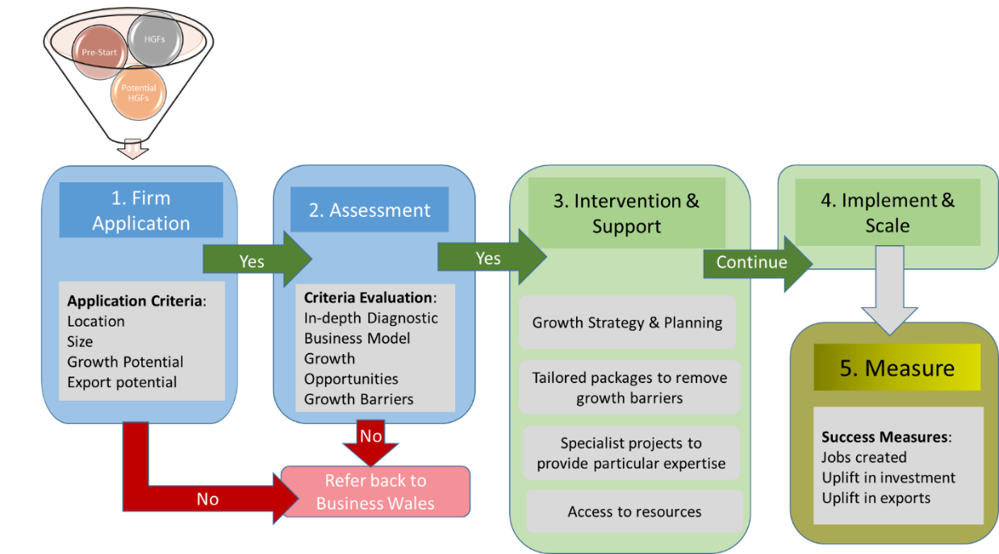 HGFs
Pre-Start
Potential
HGFs
1. Firm
Application
Application Criteria:
Location
Size
Growth Potential
Export potential
Yes
2. Assessment
Criteria Evaluation:
In-depth Diagnostic
Business Model
Growth
Opportunities
Growth Barriers
Yes
No
No
Refer back to
Business Wales
3. Intervention &
Support
Growth Strategy & Planning
Tailored packages to remove
growth barriers
Specialist projects to
provide particular expertise
Access to resources
Continue
4. Implement &
Scale
5. Measure
Success Measures:
Jobs created
Uplift in investment
Uplift in exports